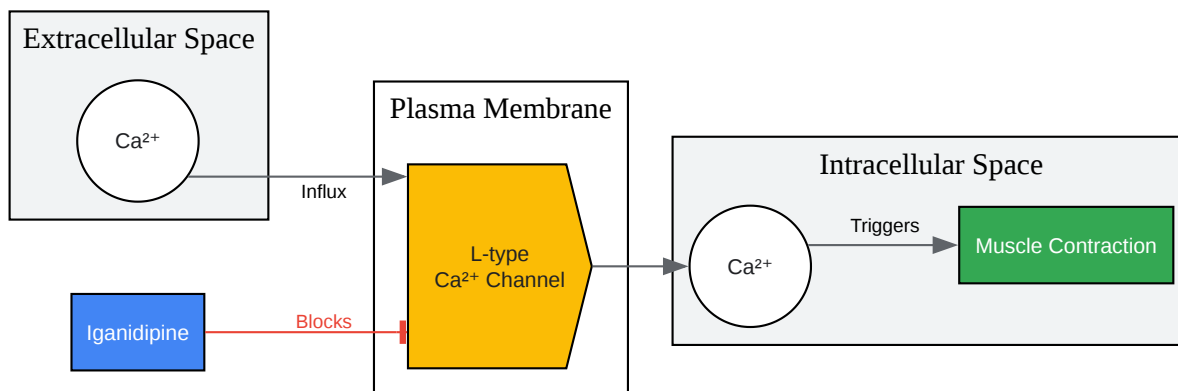 Extracellular Space
Ca²⁺
Influx
Plasma Membrane
L-type
Ca²⁺ Channel
Iganidipine
Blocks
Intracellular Space
Ca²⁺
Triggers
Muscle Contraction